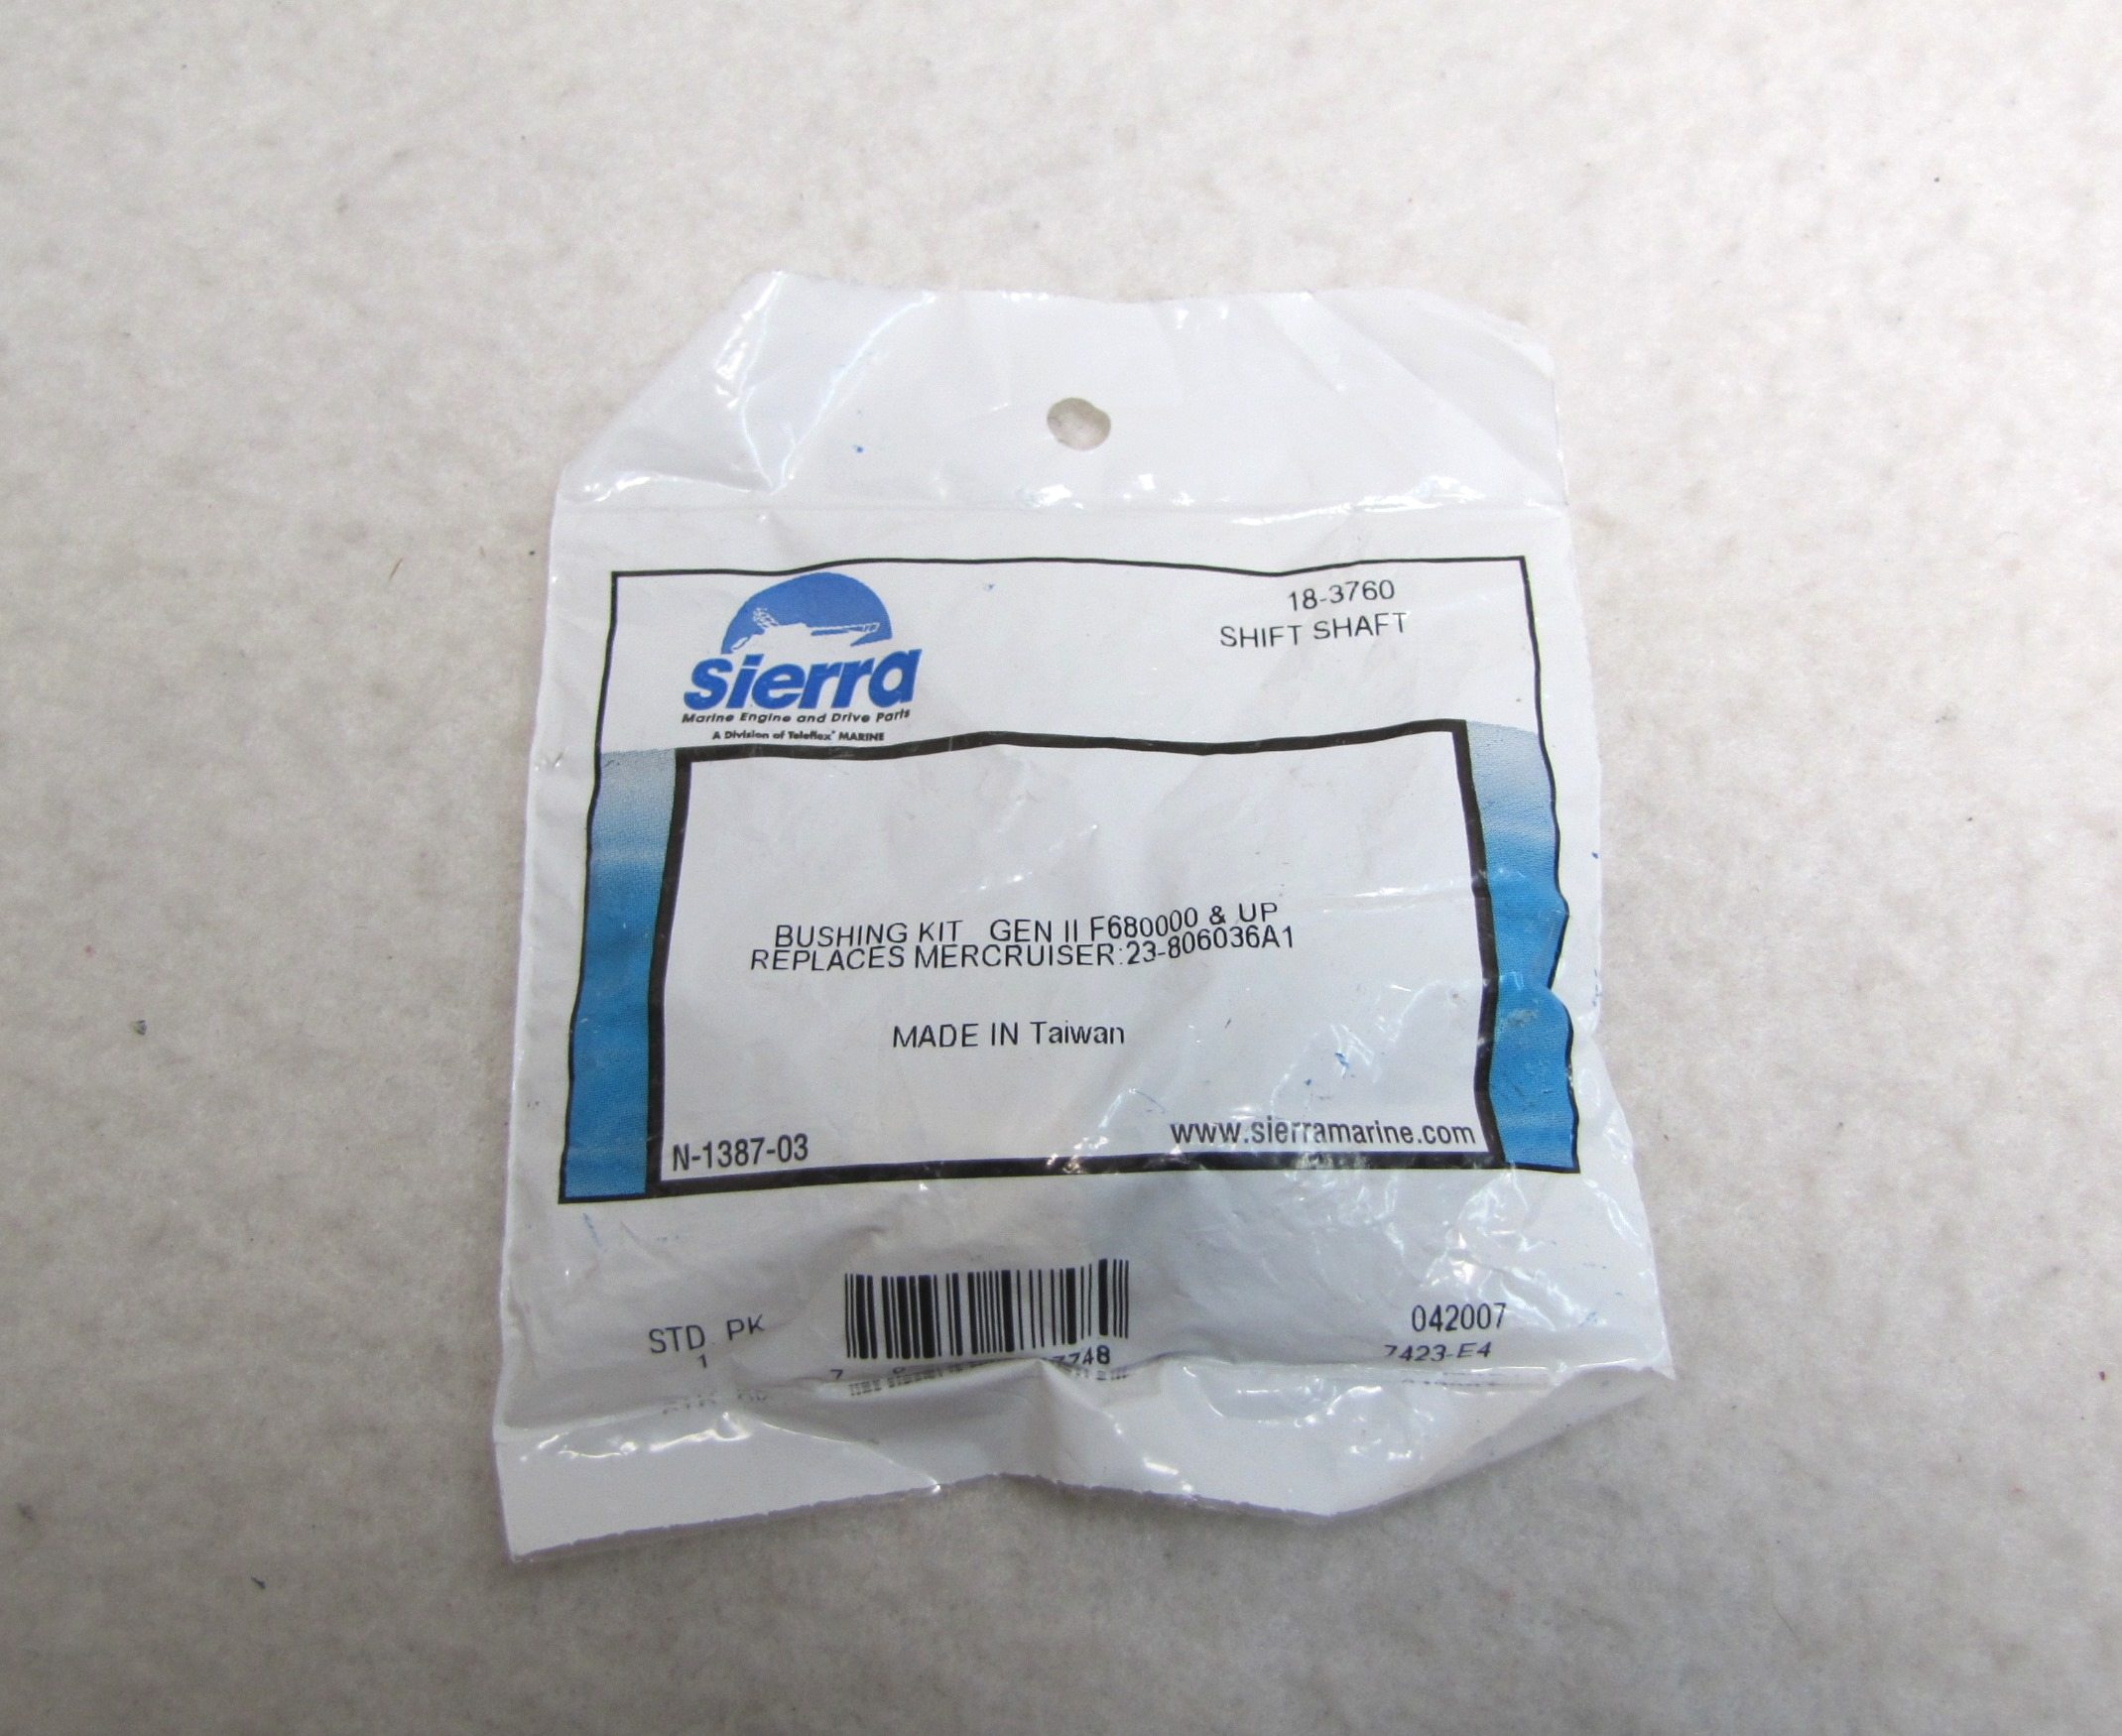 18-3760
SHIFT SHAFT
Sierra
Marine Engine and Drive Parts
A Division of Teleflex® MARINE
BUSHING KIT GEN II F680000 & UP
REPLACES MERCRUISER:23-806036A1
MADE IN Taiwan
N-1387-03
www.sierramarine.com
STD. PK
1
042007
7423-E4